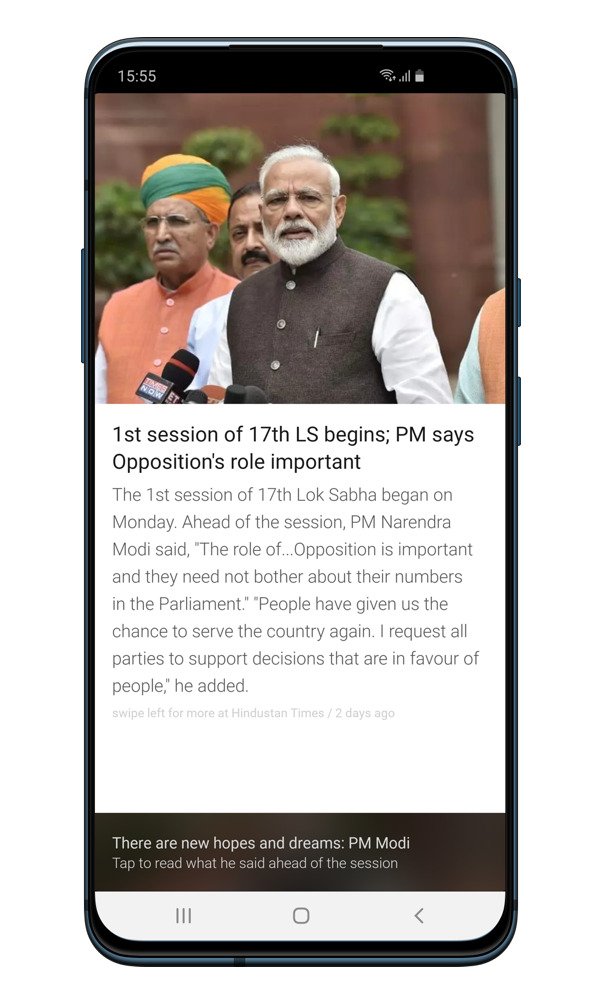 15:55
TIMES
NOW
ET
1st session of 17th LS begins; PM says
Opposition's role important
The 1st session of 17th Lok Sabha began on
Monday. Ahead of the session, PM Narendra
Modi said, "The role of...Opposition is important
and they need not bother about their numbers
in the Parliament." "People have given us the
chance to serve the country again. I request all
parties to support decisions that are in favour of
people," he added.
swipe left for more at Hindustan Times / 2 days ago
There are new hopes and dreams: PM Modi
Tap to read what he said ahead of the session